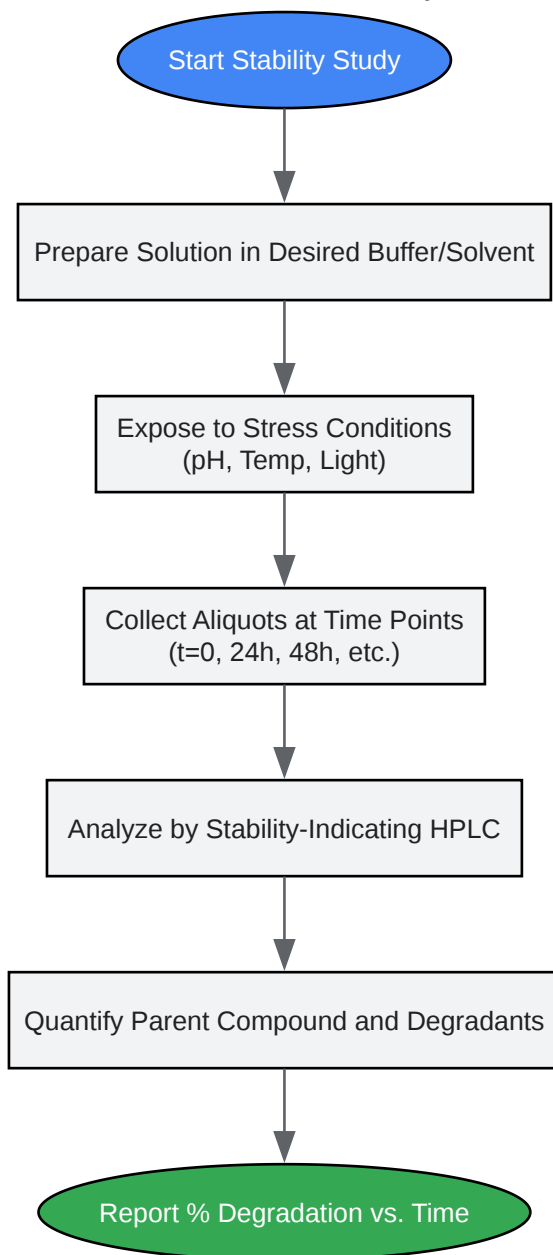 Start Stability Study
Prepare Solution in Desired Buffer/Solvent
Expose to Stress Conditions
(pH, Temp, Light)
Collect Aliquots at Time Points
(t=0, 24h, 48h, etc.)
Analyze by Stability-Indicating HPLC
Quantify Parent Compound and Degradants
Report % Degradation vs. Time